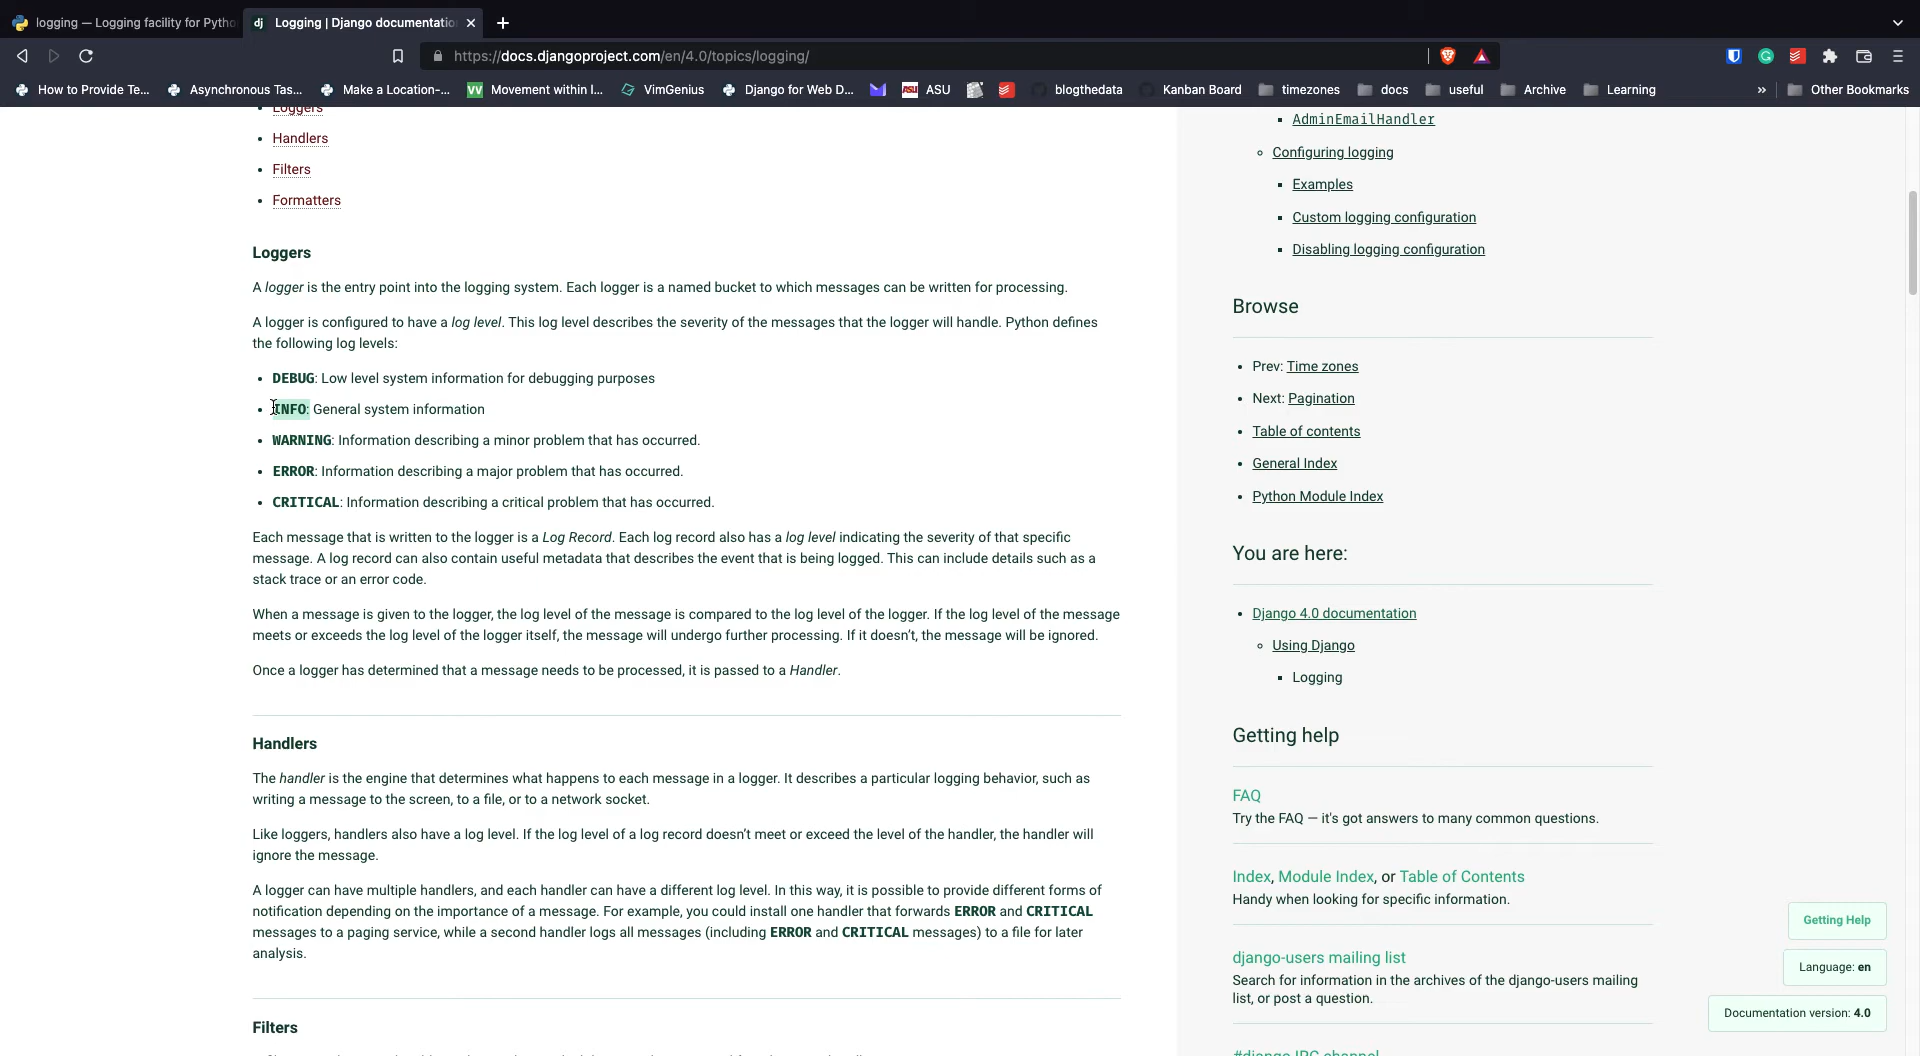 logging — Logging facility for Pytho
dj Logging | Django documentatio
https://docs.djangoproject.com/en/4.0/topics/logging/
How to Provide Te... Asynchronous Tas... Make a Location-... VV Movement within I... VimGenius Django for Web D... ASU ASU blogthedata Kanban Board timezones docs useful Archive Learning » Other Bookmarks
Loggers
Handlers
Filters
Formatters
Loggers
A logger is the entry point into the logging system. Each logger is a named bucket to which messages can be written for processing.
A logger is configured to have a log level. This log level describes the severity of the messages that the logger will handle. Python defines
the following log levels:
DEBUG: Low level system information for debugging purposes
INFO: General system information
WARNING: Information describing a minor problem that has occurred.
ERROR: Information describing a major problem that has occurred.
CRITICAL: Information describing a critical problem that has occurred.
Each message that is written to the logger is a Log Record. Each log record also has a log level indicating the severity of that specific
message. A log record can also contain useful metadata that describes the event that is being logged. This can include details such as a
stack trace or an error code.
When a message is given to the logger, the log level of the message is compared to the log level of the logger. If the log level of the message
meets or exceeds the log level of the logger itself, the message will undergo further processing. If it doesn't, the message will be ignored.
Once a logger has determined that a message needs to be processed, it is passed to a Handler.
Handlers
The handler is the engine that determines what happens to each message in a logger. It describes a particular logging behavior, such as
writing a message to the screen, to a file, or to a network socket.
Like loggers, handlers also have a log level. If the log level of a log record doesn't meet or exceed the level of the handler, the handler will
ignore the message.
A logger can have multiple handlers, and each handler can have a different log level. In this way, it is possible to provide different forms of
notification depending on the importance of a message. For example, you could install one handler that forwards ERROR and CRITICAL
messages to a paging service, while a second handler logs all messages (including ERROR and CRITICAL messages) to a file for later
analysis.
Filters
AdminEmailHandler
Configuring logging
Examples
Custom logging configuration
Disabling logging configuration
Browse
Prev: Time zones
Next: Pagination
Table of contents
General Index
Python Module Index
You are here:
Django 4.0 documentation
Using Django
Logging
Getting help
FAQ
Try the FAQ — it's got answers to many common questions.
Index, Module Index, or Table of Contents
Handy when looking for specific information.
django-users mailing list
Search for information in the archives of the django-users mailing
list, or post a question.
#django IRC channel
Getting Help
Language: en
Documentation version: 4.0